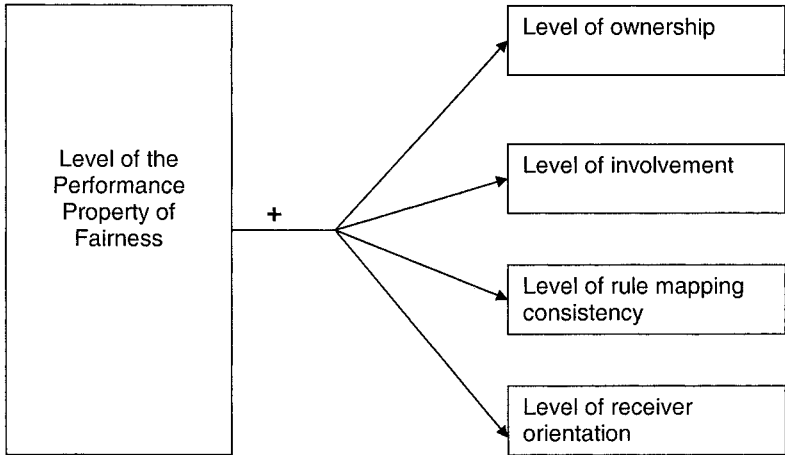 Level of the
Performance
Property of
Fairness
+
Level of ownership
Level of involvement
Level of rule mapping
consistency
Level of receiver
orientation